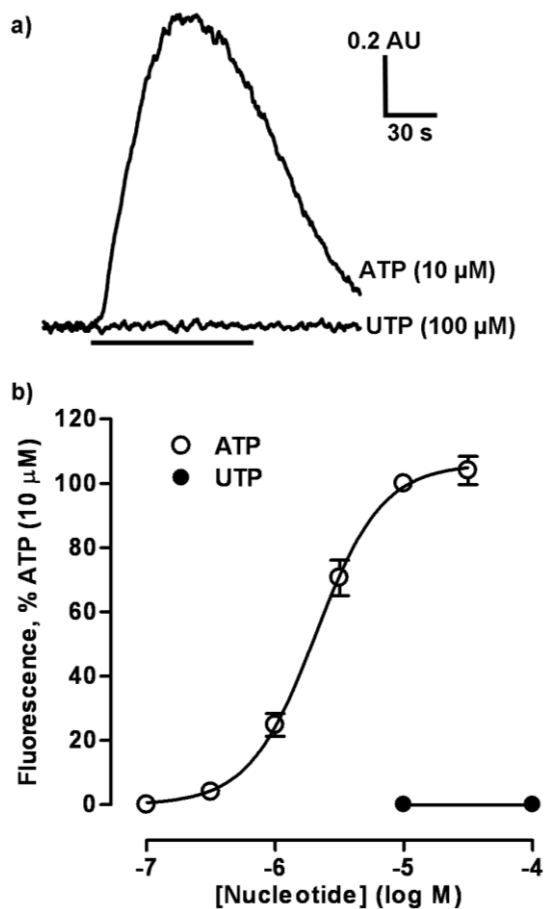 a)
0.2 AU
30 s
ATP (10 µM)
UTP (100 µM)
b)
Fluorescence, % ATP (10 µM)
120
100
80
60
40
20
0
ATP
UTP
-7
-6
-5
-4
[Nucleotide] (log M)